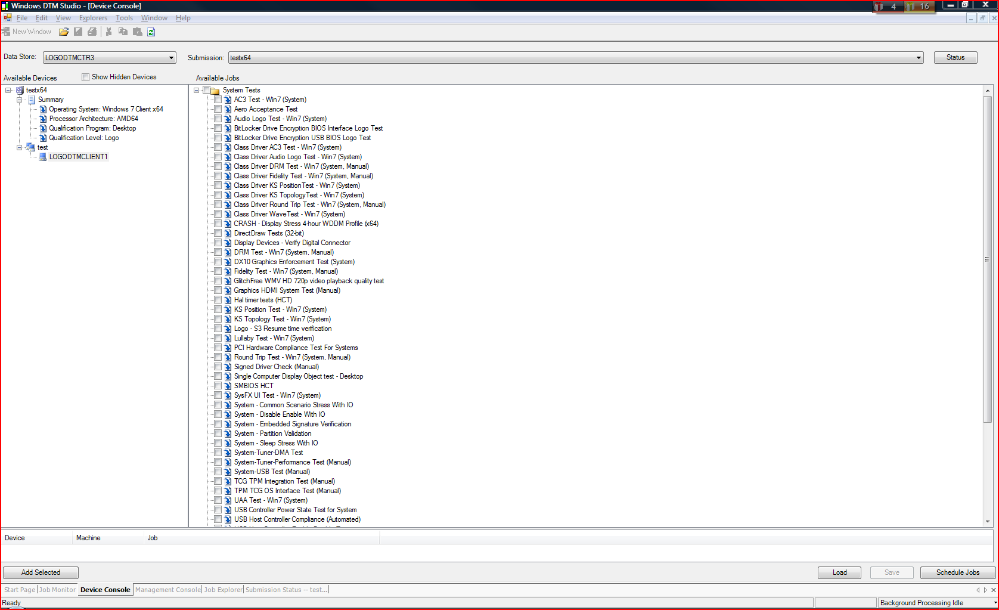 Windows DTM Studio - [Device Console]
4 16
File Edit View Explorers Tools Window Help
New Window
Data Store: LOGODTMCTR3 Submission: testx64 Status
Available Devices Show Hidden Devices Available Jobs
testx64
Summary
Operating System: Windows 7 Client x64
Processor Architecture: AMD64
Qualification Program: Desktop
Qualification Level: Logo
test
LOGODTMCLIENT1
System Tests
AC3 Test - Win7 (System)
Aero Acceptance Test
Audio Logo Test - Win7 (System)
BitLocker Drive Encryption BIOS Interface Logo Test
BitLocker Drive Encryption USB BIOS Logo Test
Class Driver AC3 Test - Win7 (System)
Class Driver Audio Logo Test - Win7 (System)
Class Driver DRM Test - Win7 (System, Manual)
Class Driver Fidelity Test - Win7 (System, Manual)
Class Driver KS Position Test - Win7 (System)
Class Driver KS Topology Test - Win7 (System)
Class Driver Round Trip Test - Win7 (System, Manual)
Class Driver Wave Test - Win7 (System)
CRASH - Display Stress 4-hour WDDM Profile (x64)
DirectDraw Tests (32-bit)
Display Devices - Verify Digital Connector
DRM Test - Win7 (System, Manual)
DX10 Graphics Enforcement Test (System)
Fidelity Test - Win7 (System, Manual)
GlitchFree WMV HD 720p video playback quality test
Graphics HDMI System Test (Manual)
Hal timer tests (HCT)
KS Position Test - Win7 (System)
KS Topology Test - Win7 (System)
Logo - S3 Resume time verification
Lullaby Test - Win7 (System)
PCI Hardware Compliance Test For Systems
Round Trip Test - Win7 (System, Manual)
Signed Driver Check (Manual)
Single Computer Display Object test - Desktop
SMBIOS HCT
SysFX UI Test - Win7 (System)
System - Common Scenario Stress With IO
System - Disable Enable With IO
System - Embedded Signature Verification
System - Partition Validation
System - Sleep Stress With IO
System-Tuner-DMA Test
System-Tuner-Performance Test (Manual)
System-USB Test (Manual)
TCG TPM Integration Test (Manual)
TPM TCG OS Interface Test (Manual)
UAA Test - Win7 (System)
USB Controller Power State Test for System
USB Host Controller Compliance (Automated)
Device Machine Job
Add Selected Load Save Schedule Jobs
Start Page Job Monitor Device Console Management Console Job Explorer Submission Status -- test...
Ready Background Processing Idle